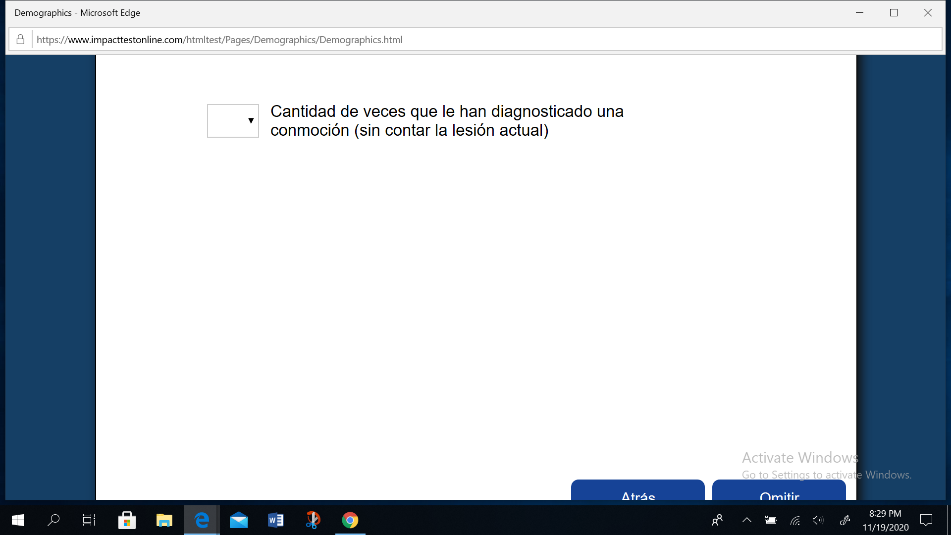 Demographics - Microsoft Edge
https://www.impacttestonline.com/htmltest/Pages/Demographics/Demographics.html
Cantidad de veces que le han diagnosticado una
conmoción (sin contar la lesión actual)
Activate Windows
Go to Settings to activate Windows.
Atrás
Omitir
8:29 PM
11/19/2020